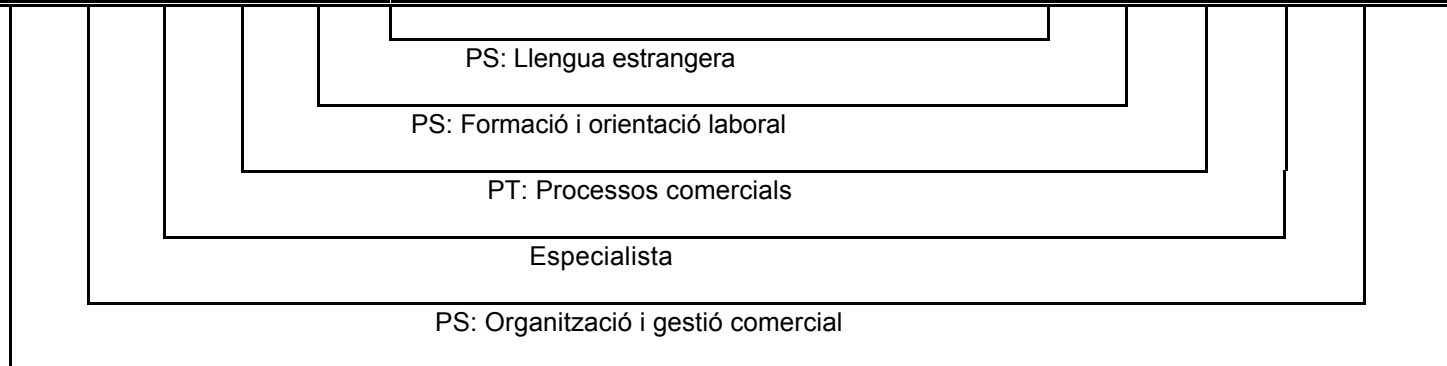 PS: Llengua estrangera
PS: Formació i orientació laboral
PT: Processos comercials
Especialista
PS: Organització i gestió comercial